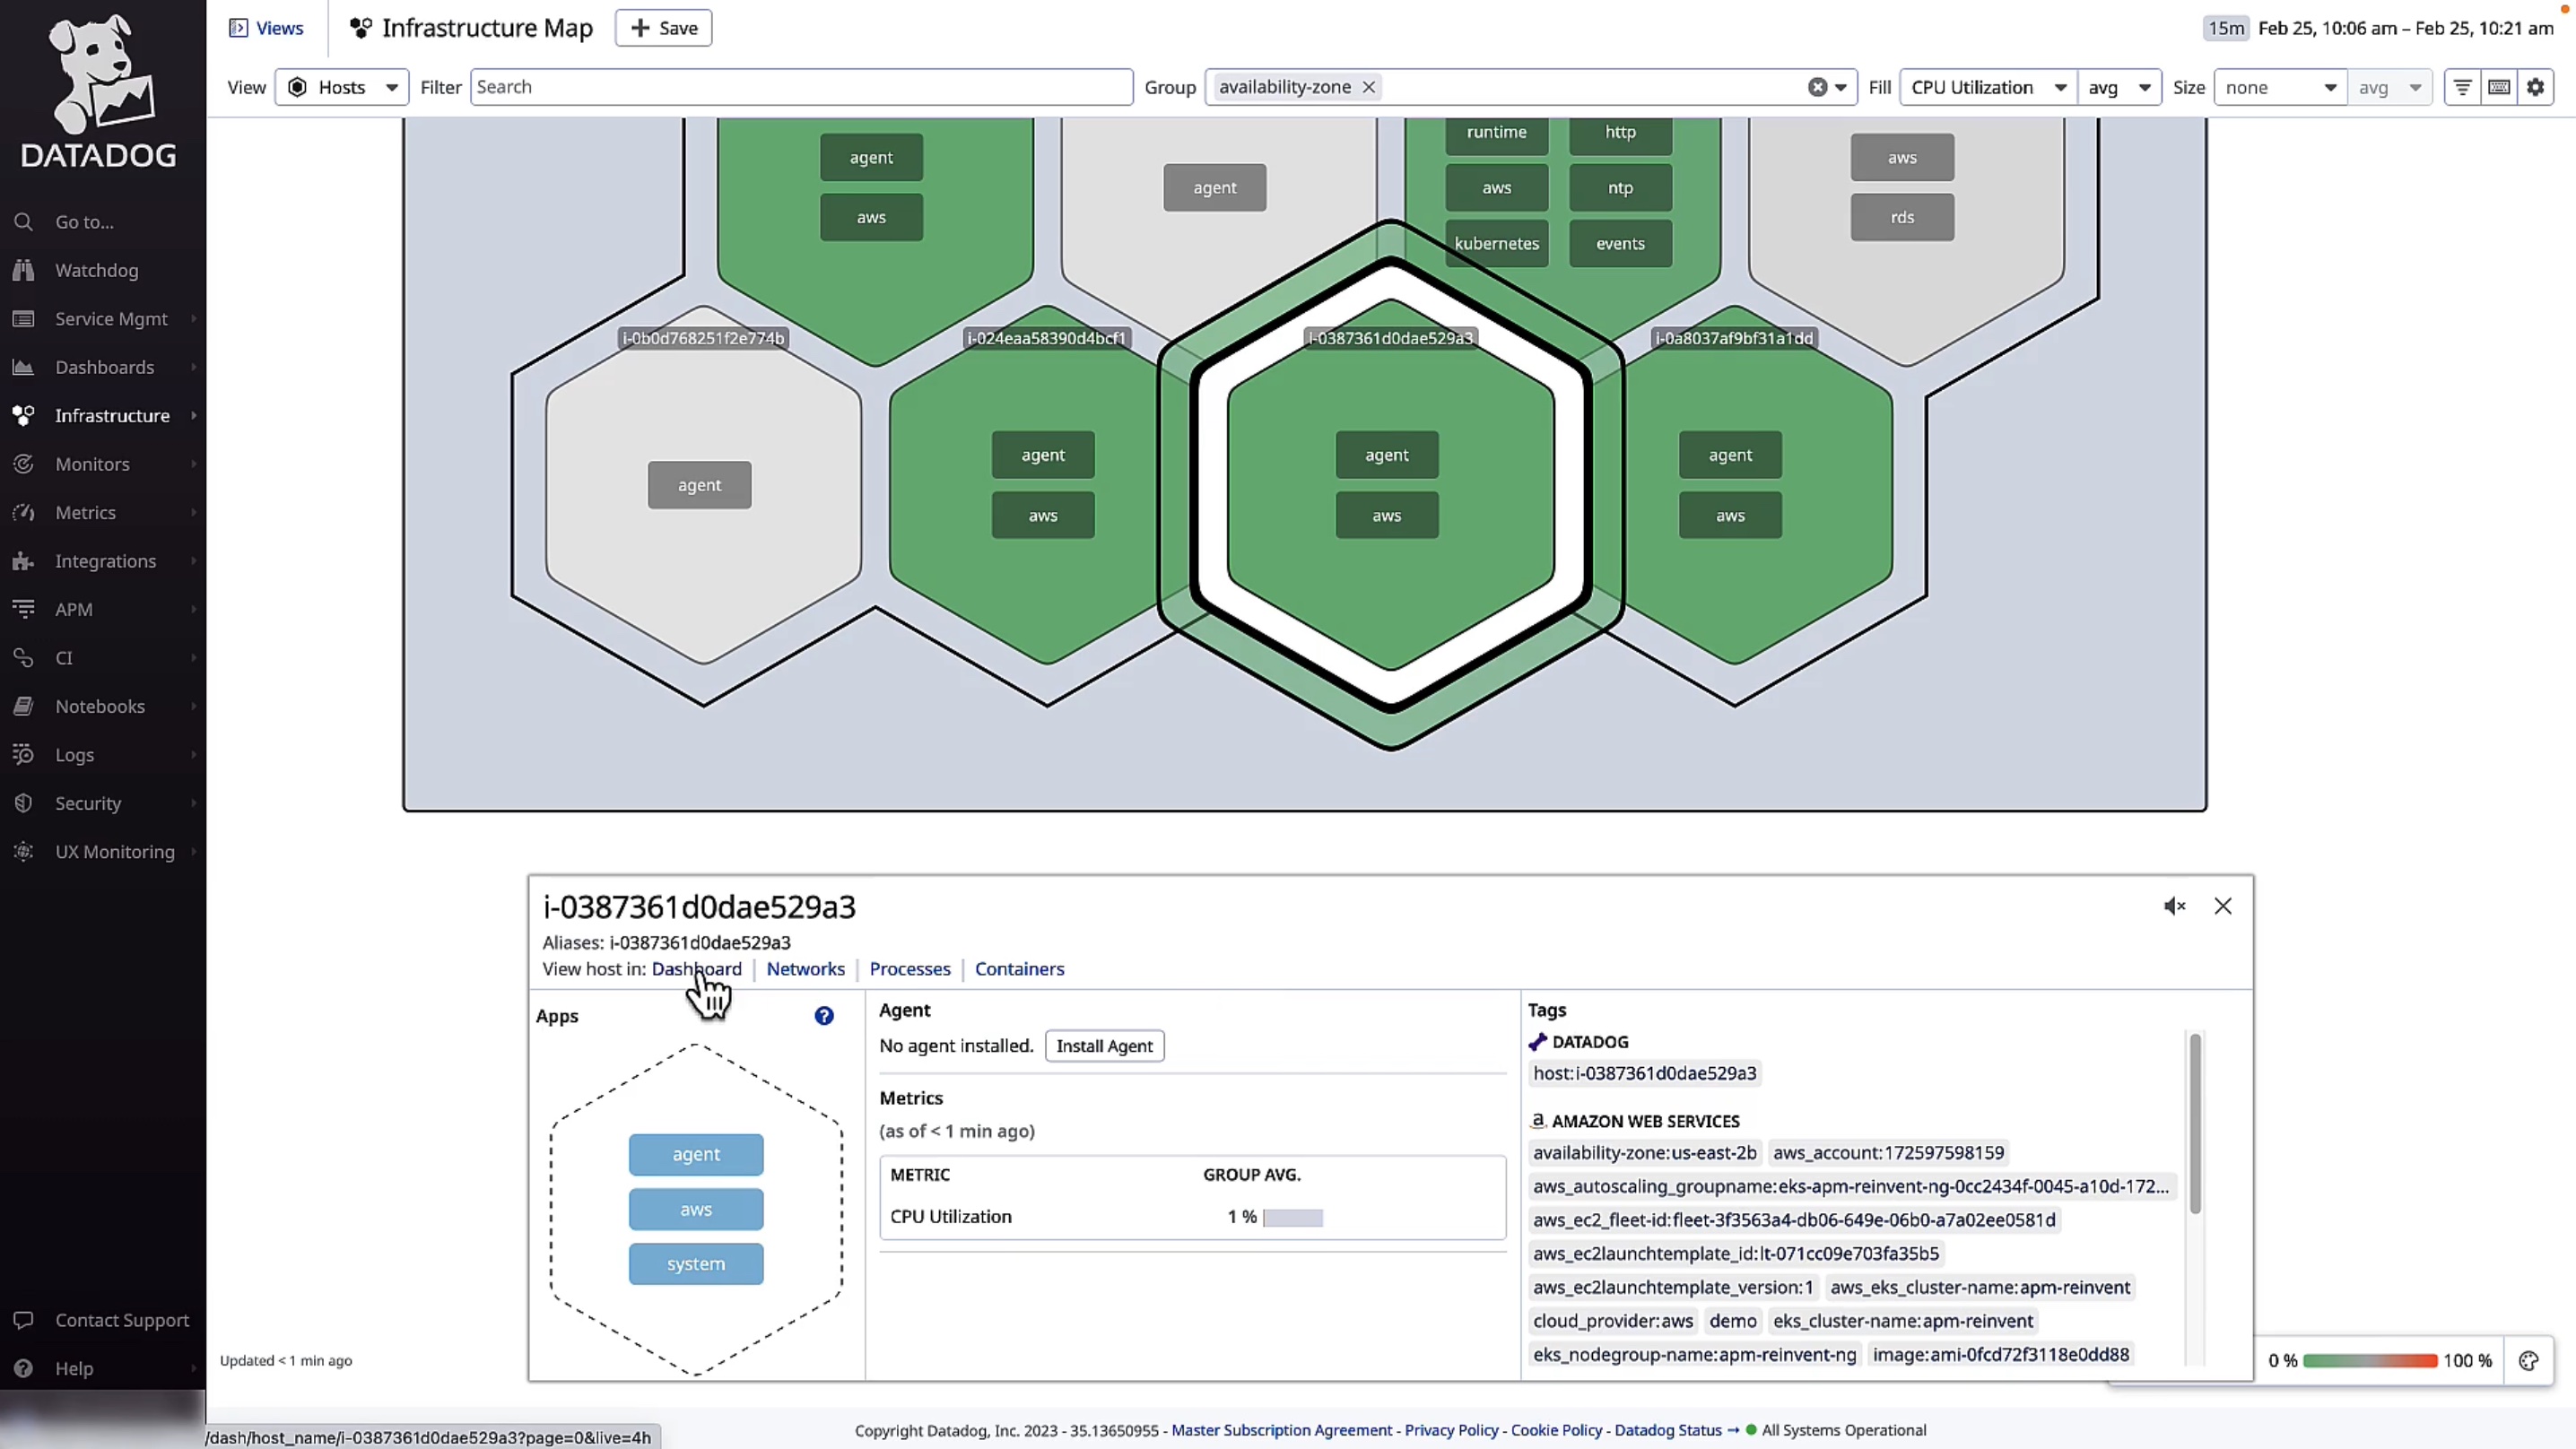 DATADOG
Go to...
Watchdog
Service Mgmt
Dashboards
Infrastructure
Monitors
Metrics
Integrations
APM
CI
Notebooks
Logs
Security
UX Monitoring
Contact Support
Help
Views
Infrastructure Map
+ Save
15m Feb 25, 10:06 am – Feb 25, 10:21 am
View Hosts Filter Search Group availability-zone × Fill CPU Utilization avg Size none avg
agent
aws
agent
runtime http
aws ntp
kubernetes events
aws
rds
i-0b0d768251f2e774b
agent
i-024eaa58390d4bcf1
agent
aws
i-0387361d0dae529a3
agent
aws
i-0a8037af9bf31a1dd
agent
aws
i-0387361d0dae529a3
Aliases: i-0387361d0dae529a3
View host in: Dashboard | Networks | Processes | Containers
Apps ?
agent
aws
system
Agent
No agent installed. Install Agent
Metrics
(as of < 1 min ago)
METRIC GROUP AVG.
CPU Utilization 1 %
Tags
DATADOG
host:i-0387361d0dae529a3
AMAZON WEB SERVICES
availability-zone:us-east-2b aws_account:172597598159
aws_autoscaling_groupname:eks-apm-reinvent-ng-0cc2434f-0045-a10d-172...
aws_ec2_fleet-id:fleet-3f3563a4-db06-649e-06b0-a7a02ee0581d
aws_ec2launchtemplate_id:lt-071cc09e703fa35b5
aws_ec2launchtemplate_version:1 aws_eks_cluster-name:apm-reinvent
cloud_provider:aws demo eks_cluster-name:apm-reinvent
eks_nodegroup-name:apm-reinvent-ng image:ami-0fcd72f3118e0dd88
0 % 100 %
Updated < 1 min ago
/dash/host_name/i-0387361d0dae529a3?page=0&live=4h
Copyright Datadog, Inc. 2023 - 35.13650955 - Master Subscription Agreement - Privacy Policy - Cookie Policy - Datadog Status → All Systems Operational